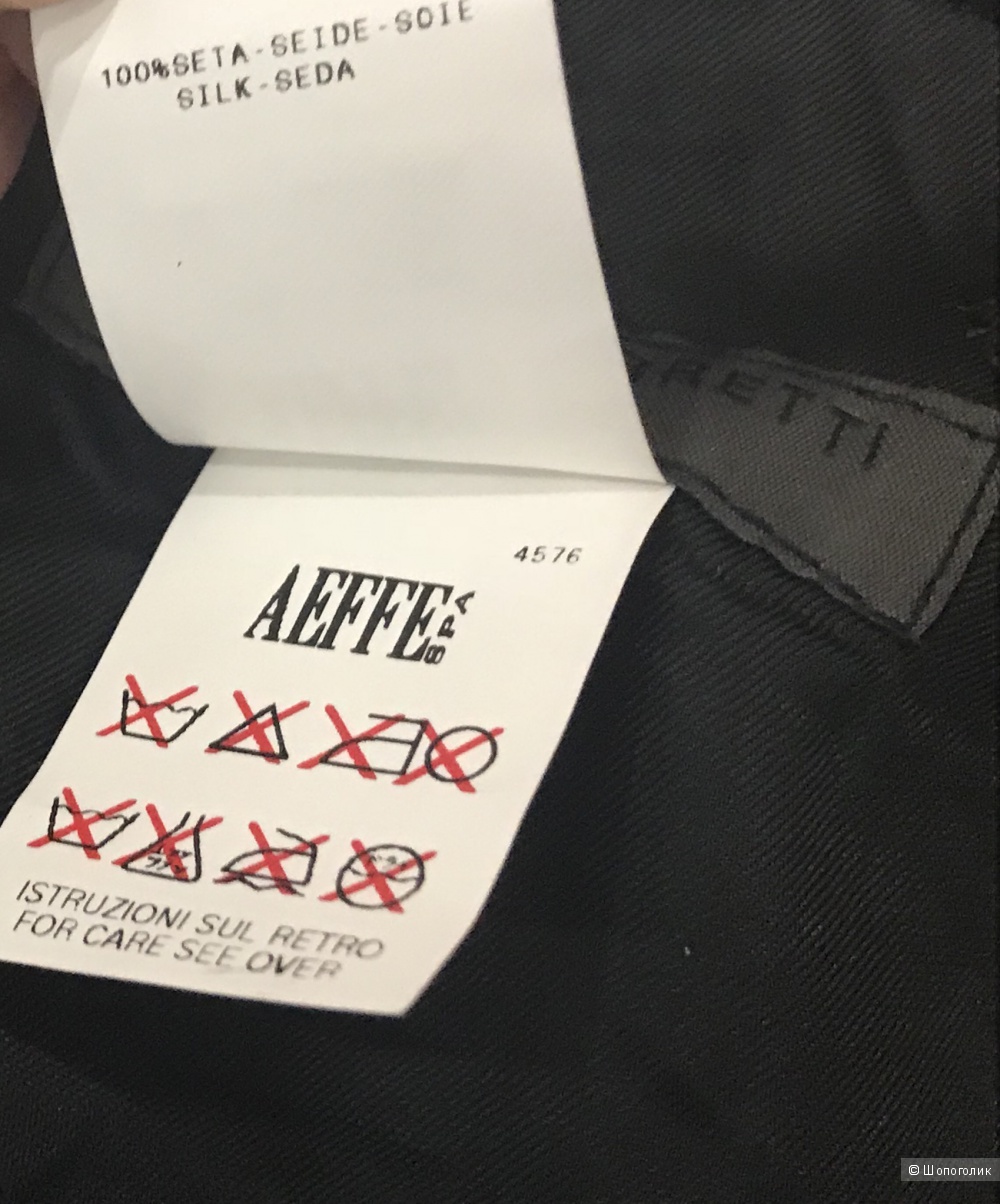 100%SETA-SEIDE-SOIE
SILK-SEDA
RETTI
4576
AEFFE SPA
ISTRUZIONI SUL RETRO
FOR CARE SEE OVER
© Шопоголик